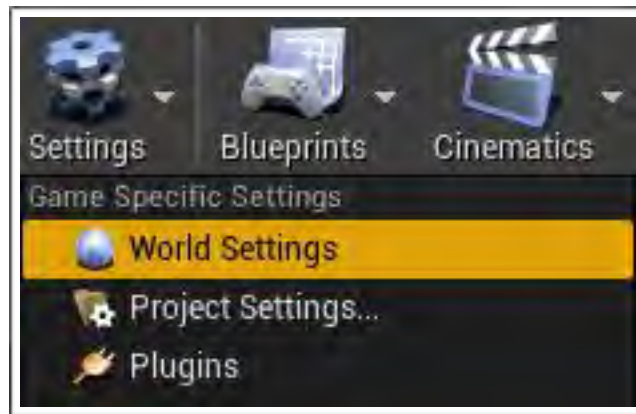 Settings Blueprints Cinematics
Game Specific Settings
World Settings
Project Settings...
Plugins